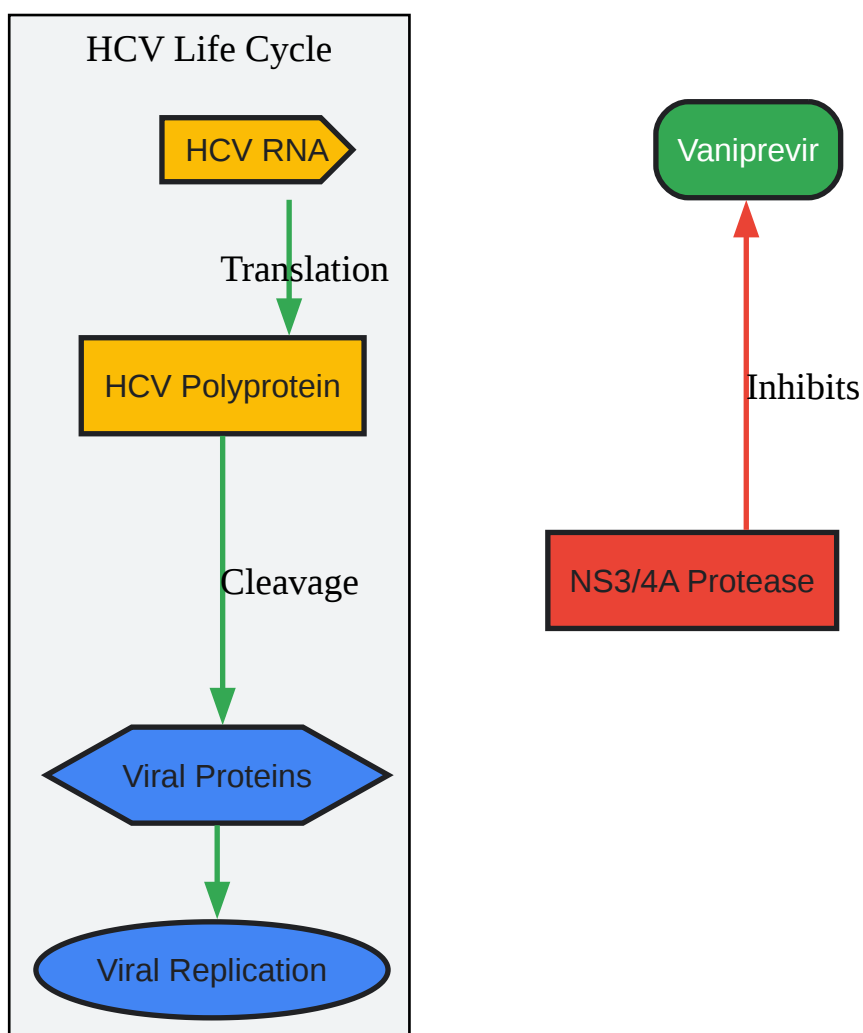 HCV Life Cycle
HCV RNA
Vaniprevir
Translation
HCV Polyprotein
Inhibits
Cleavage
NS3/4A Protease
Viral Proteins
Viral Replication